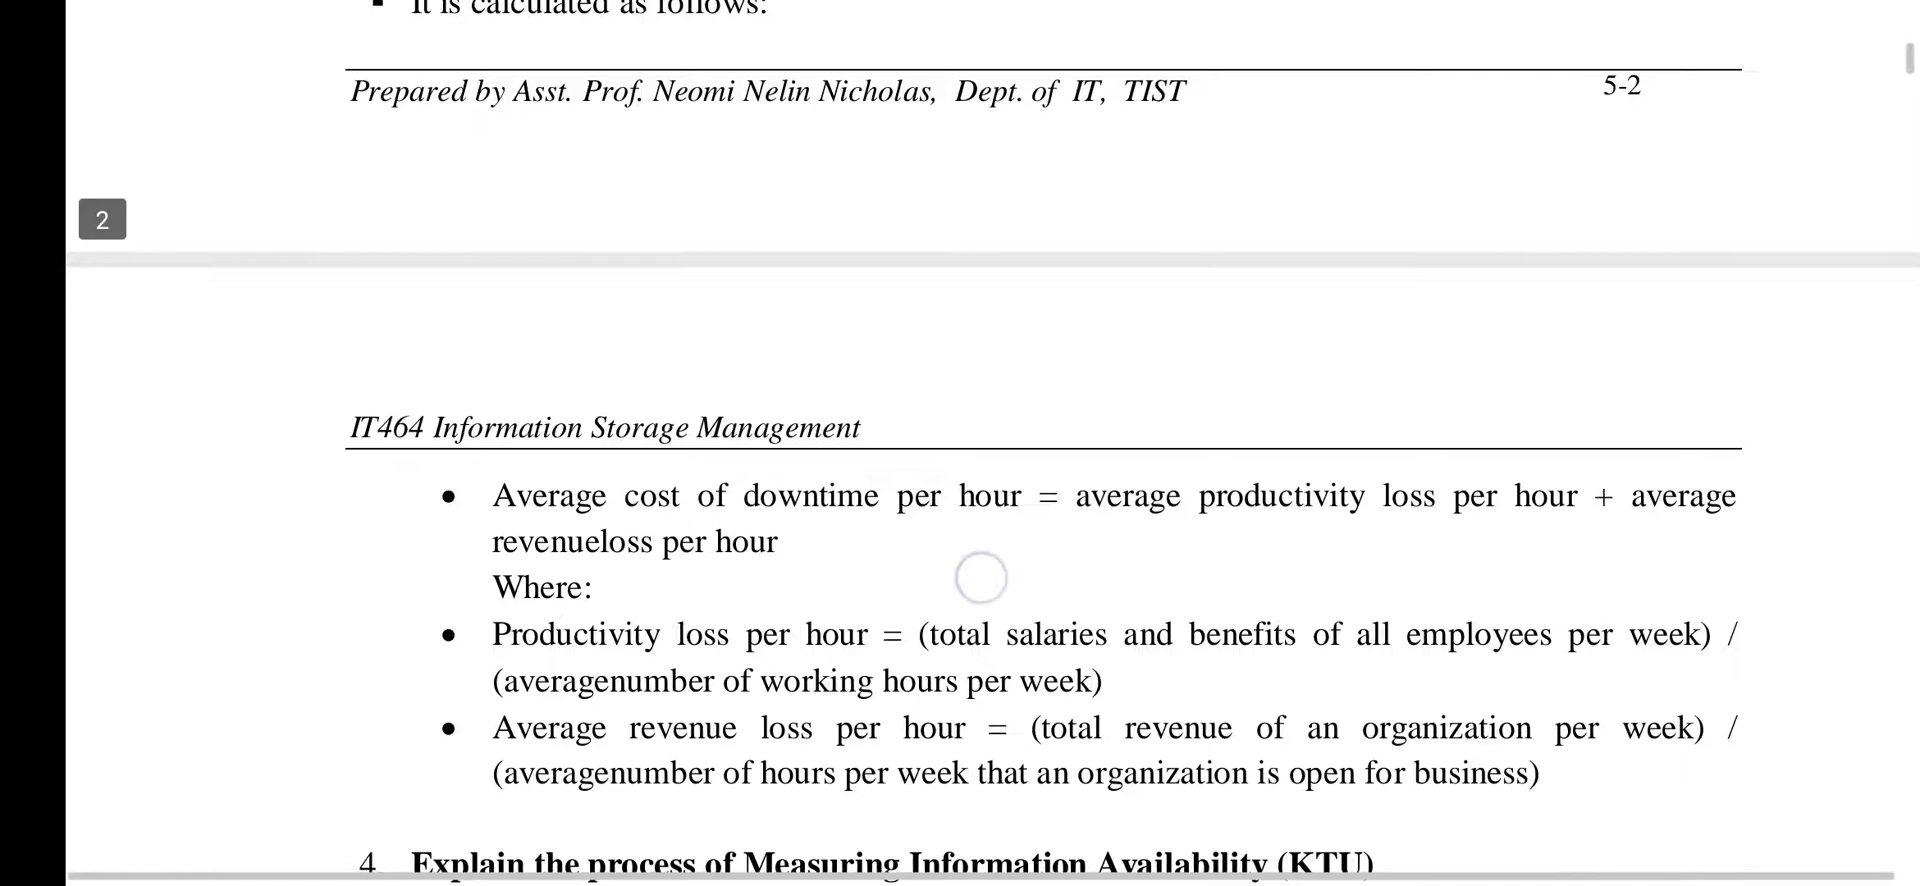 ▪ It is calculated as follows:
Prepared by Asst. Prof. Neomi Nelin Nicholas, Dept. of IT, TIST 5-2
2
IT464 Information Storage Management
• Average cost of downtime per hour = average productivity loss per hour + average
revenueloss per hour
Where:
• Productivity loss per hour = (total salaries and benefits of all employees per week) /
(averagenumber of working hours per week)
• Average revenue loss per hour = (total revenue of an organization per week) /
(averagenumber of hours per week that an organization is open for business)
4. Explain the process of Measuring Information Availability (KTU)